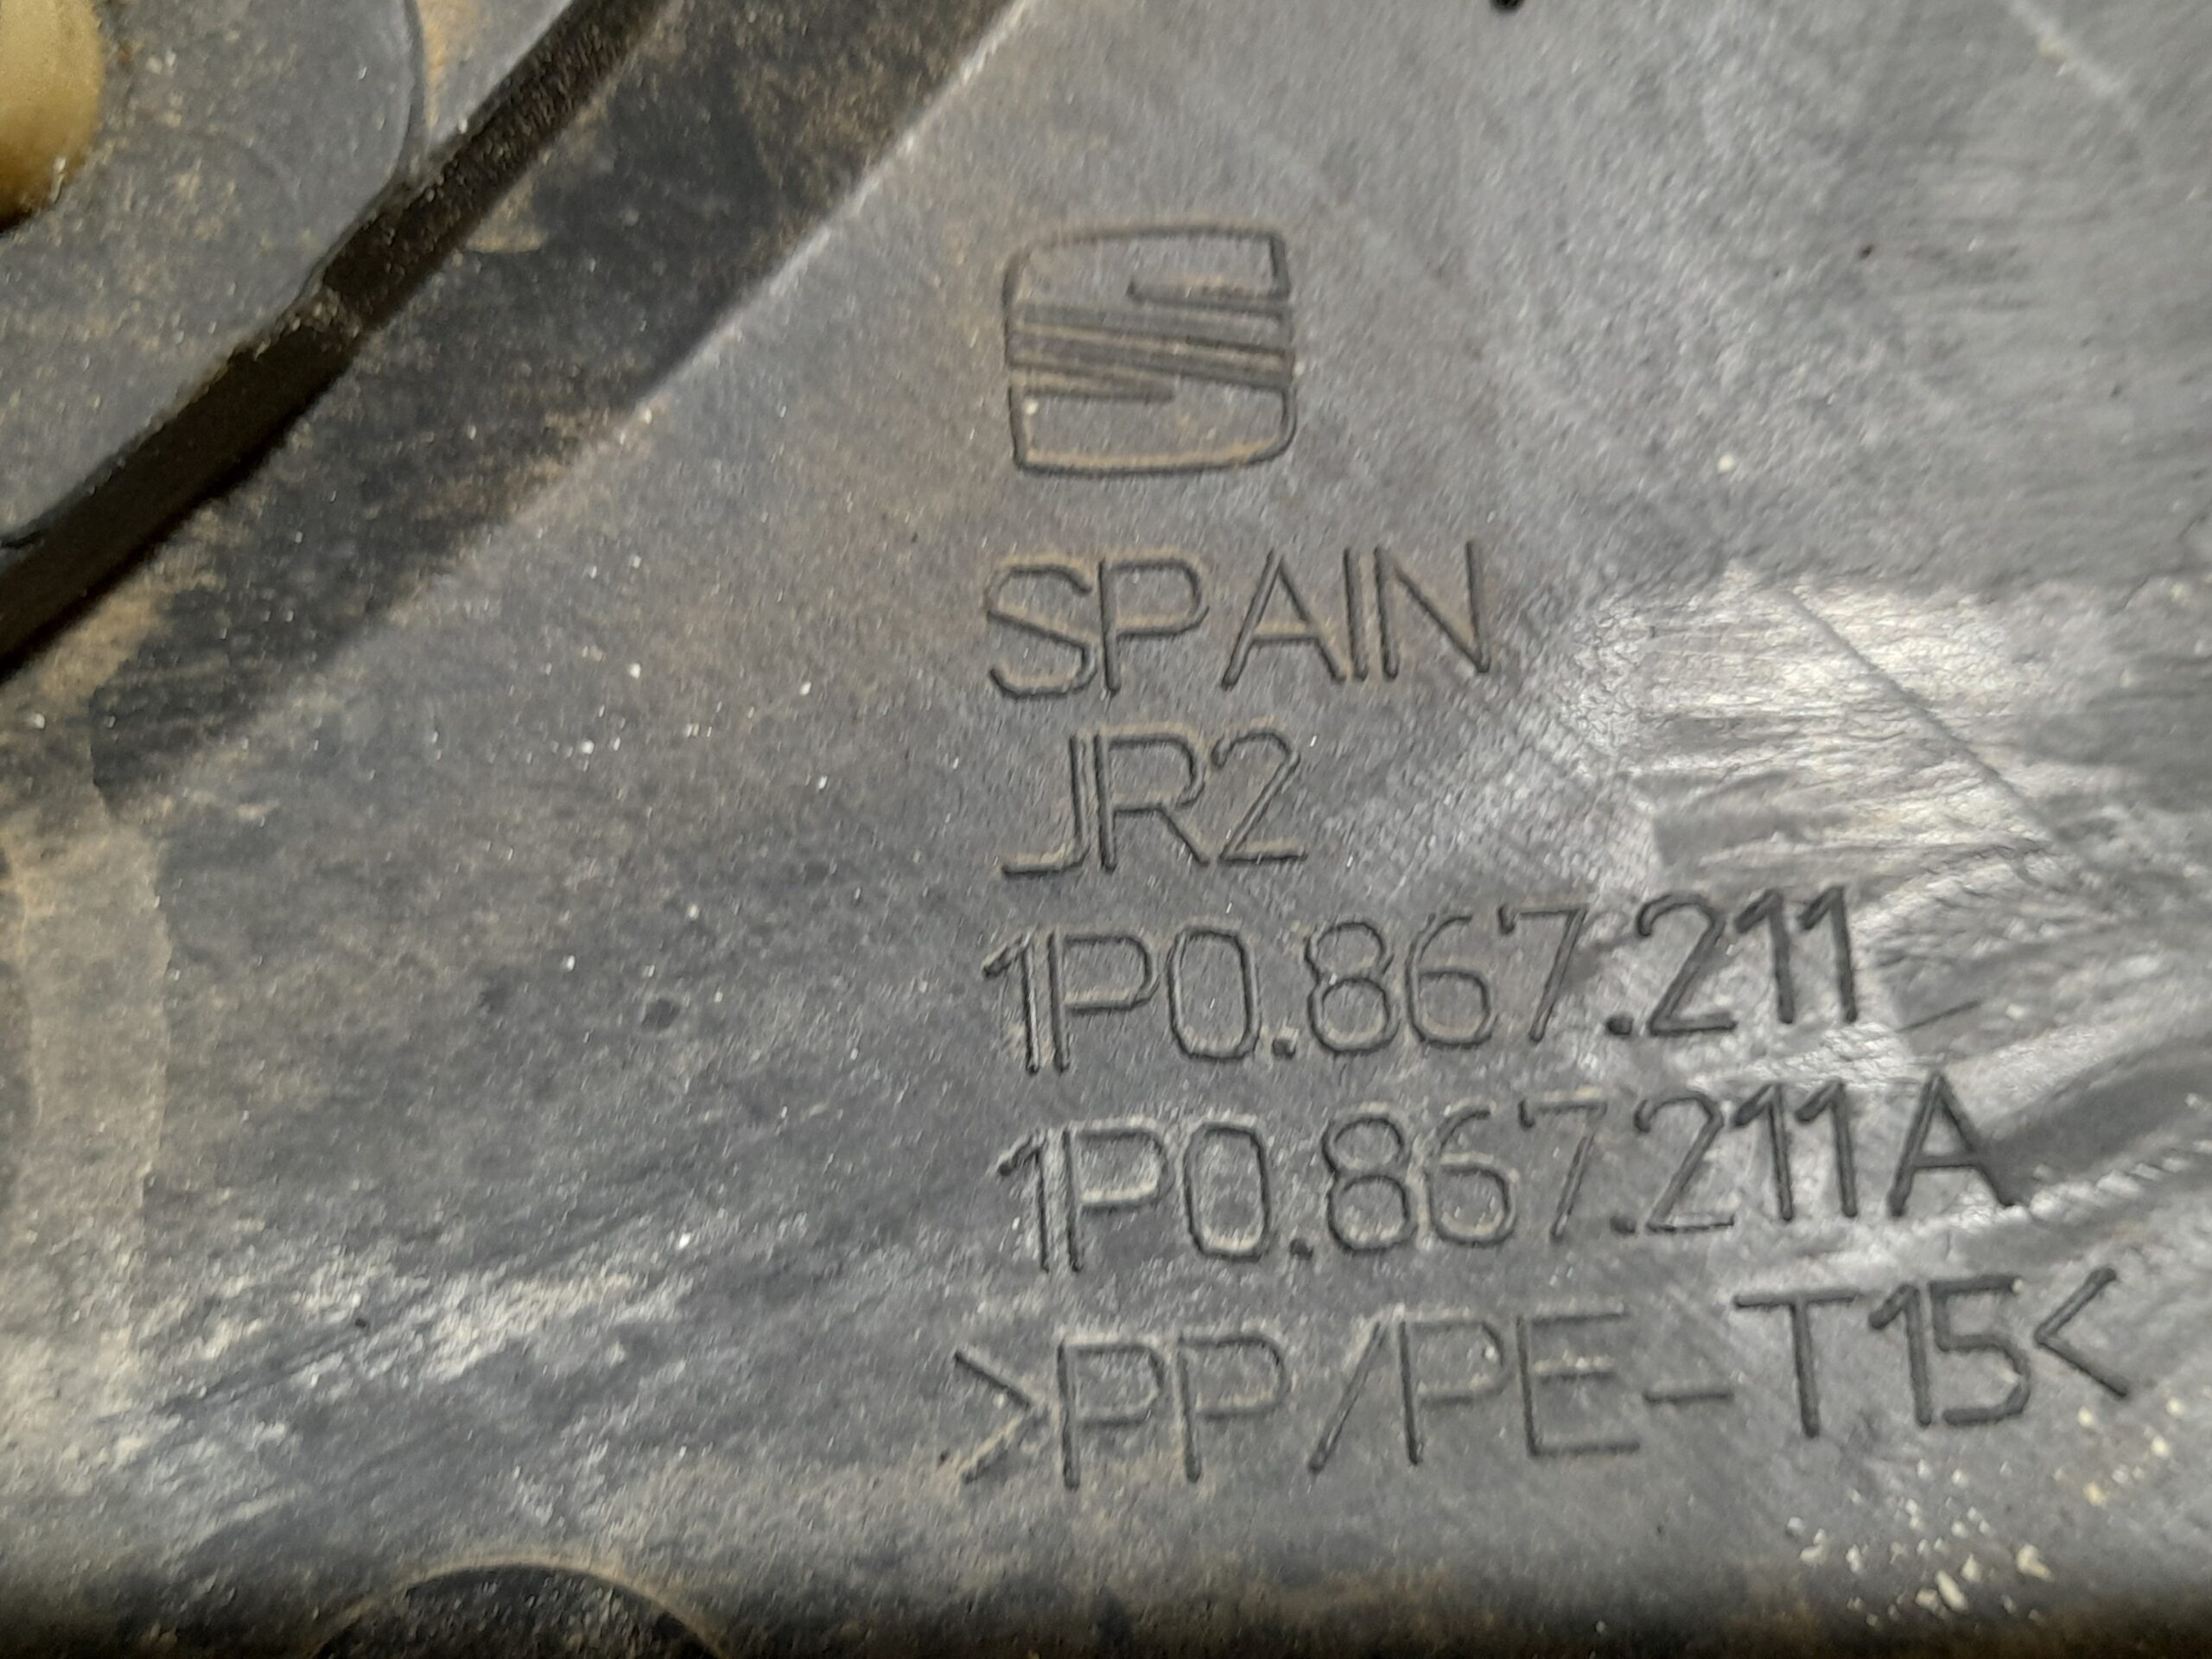 SPAIN
JR2
1P0.867.211
1P0.867.211A
>PP/PE-T15<